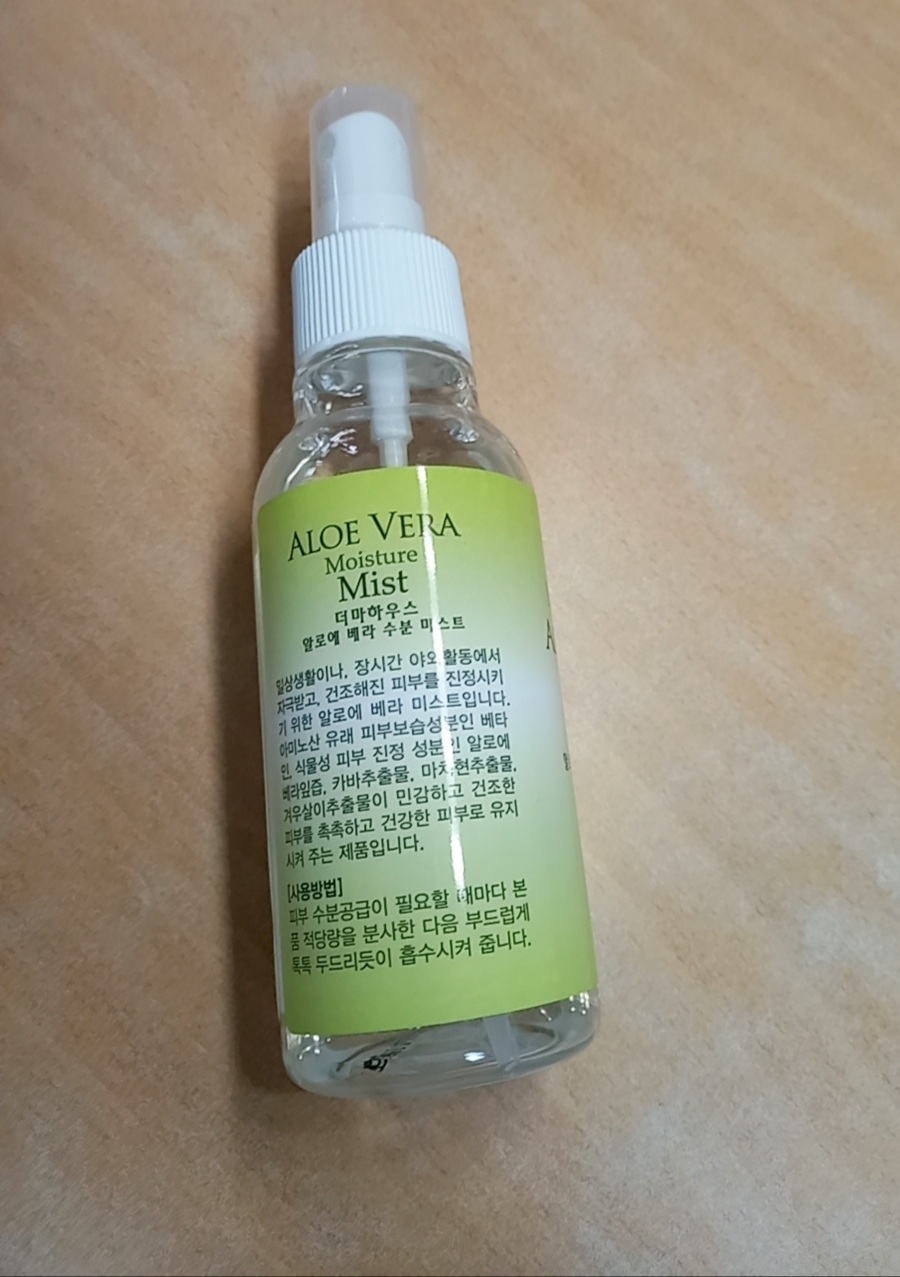 ALOE VERA
Moisture
Mist
더마하우스
알로에 베라 수분 미스트
일상생활이나, 장시간 야외활동에서
자극받고, 건조해진 피부를 진정시키
기 위한 알로에 베라 미스트입니다.
아미노산 유래 피부보습성분인 베타
인, 식물성 피부 진정 성분인 알로에
베라잎즙, 카바추출물, 마치현추출물,
겨우살이추출물이 민감하고 건조한
피부를 촉촉하고 건강한 피부로 유지
시켜 주는 제품입니다.
[사용방법]
피부 수분공급이 필요할 때마다 본
품 적당량을 분사한 다음 부드럽게
톡톡 두드리듯이 흡수시켜 줍니다.